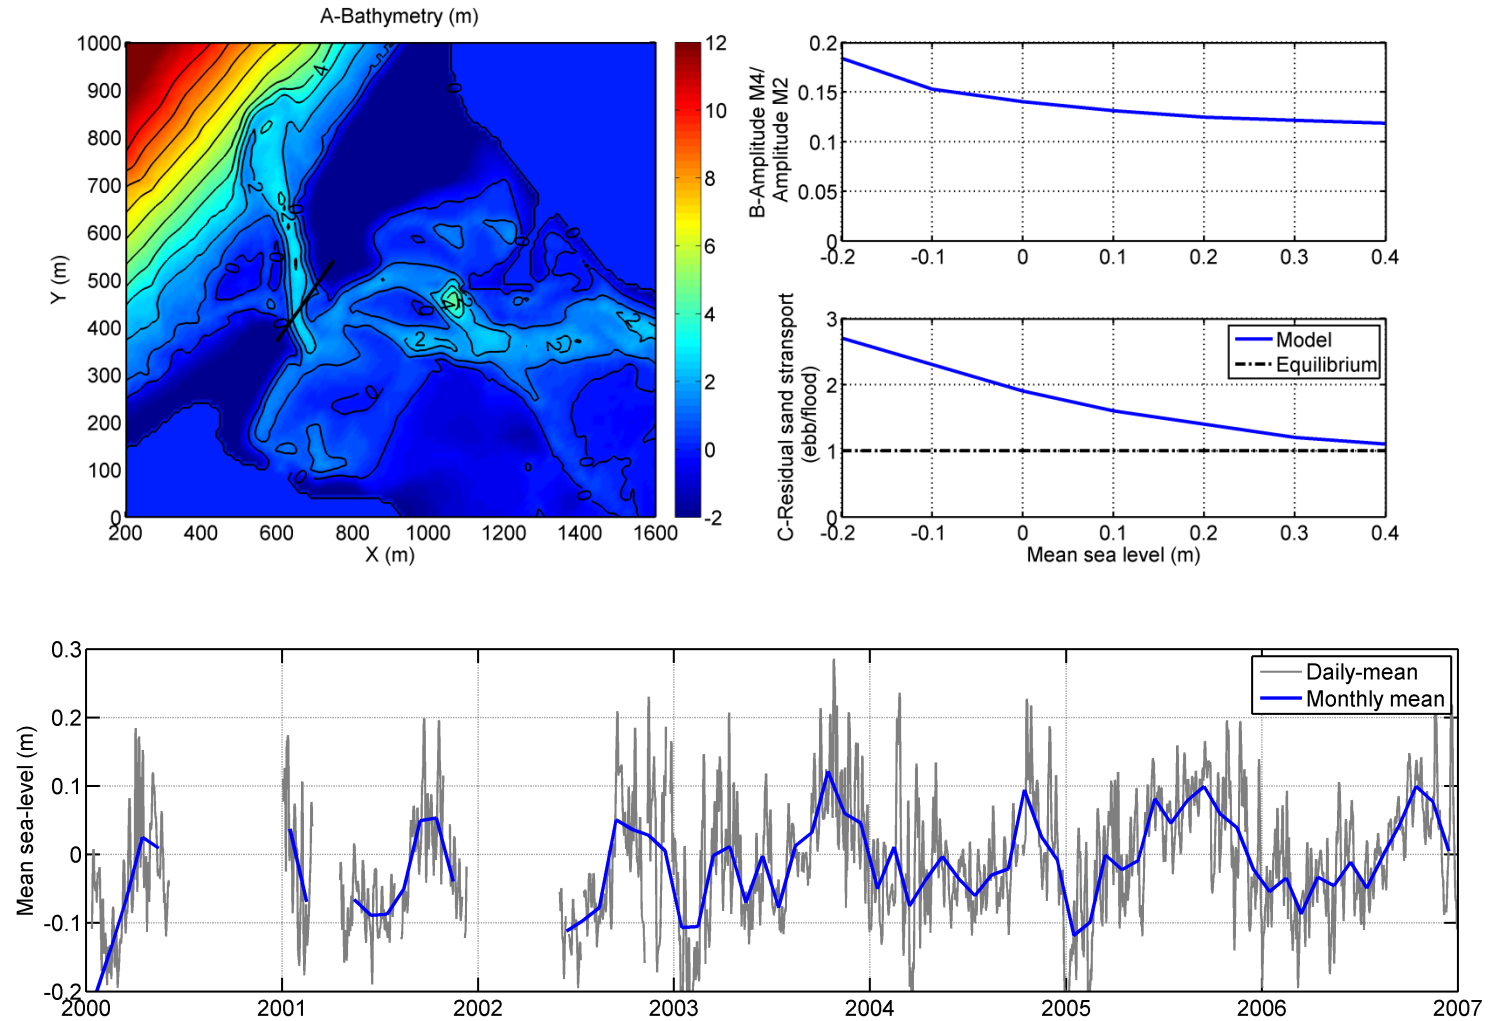 A-Bathymetry (m)
1000
900
800
700
600
500
400
300
200
100
0
Y (m)
200 400 600 800 1000 1200 1400 1600
X (m)
12
10
8
6
4
2
0
-2
B-Amplitude M4/
Amplitude M2
0.2
0.15
0.1
0.05
0
-0.2 -0.1 0 0.1 0.2 0.3 0.4
C-Residual sand stransport
(ebb/flood)
3
2
1
0
Model
Equilibrium
-0.2 -0.1 0 0.1 0.2 0.3 0.4
Mean sea level (m)
Mean sea-level (m)
0.3
0.2
0.1
0
-0.1
-0.2
Daily-mean
Monthly mean
2000 2001 2002 2003 2004 2005 2006 2007